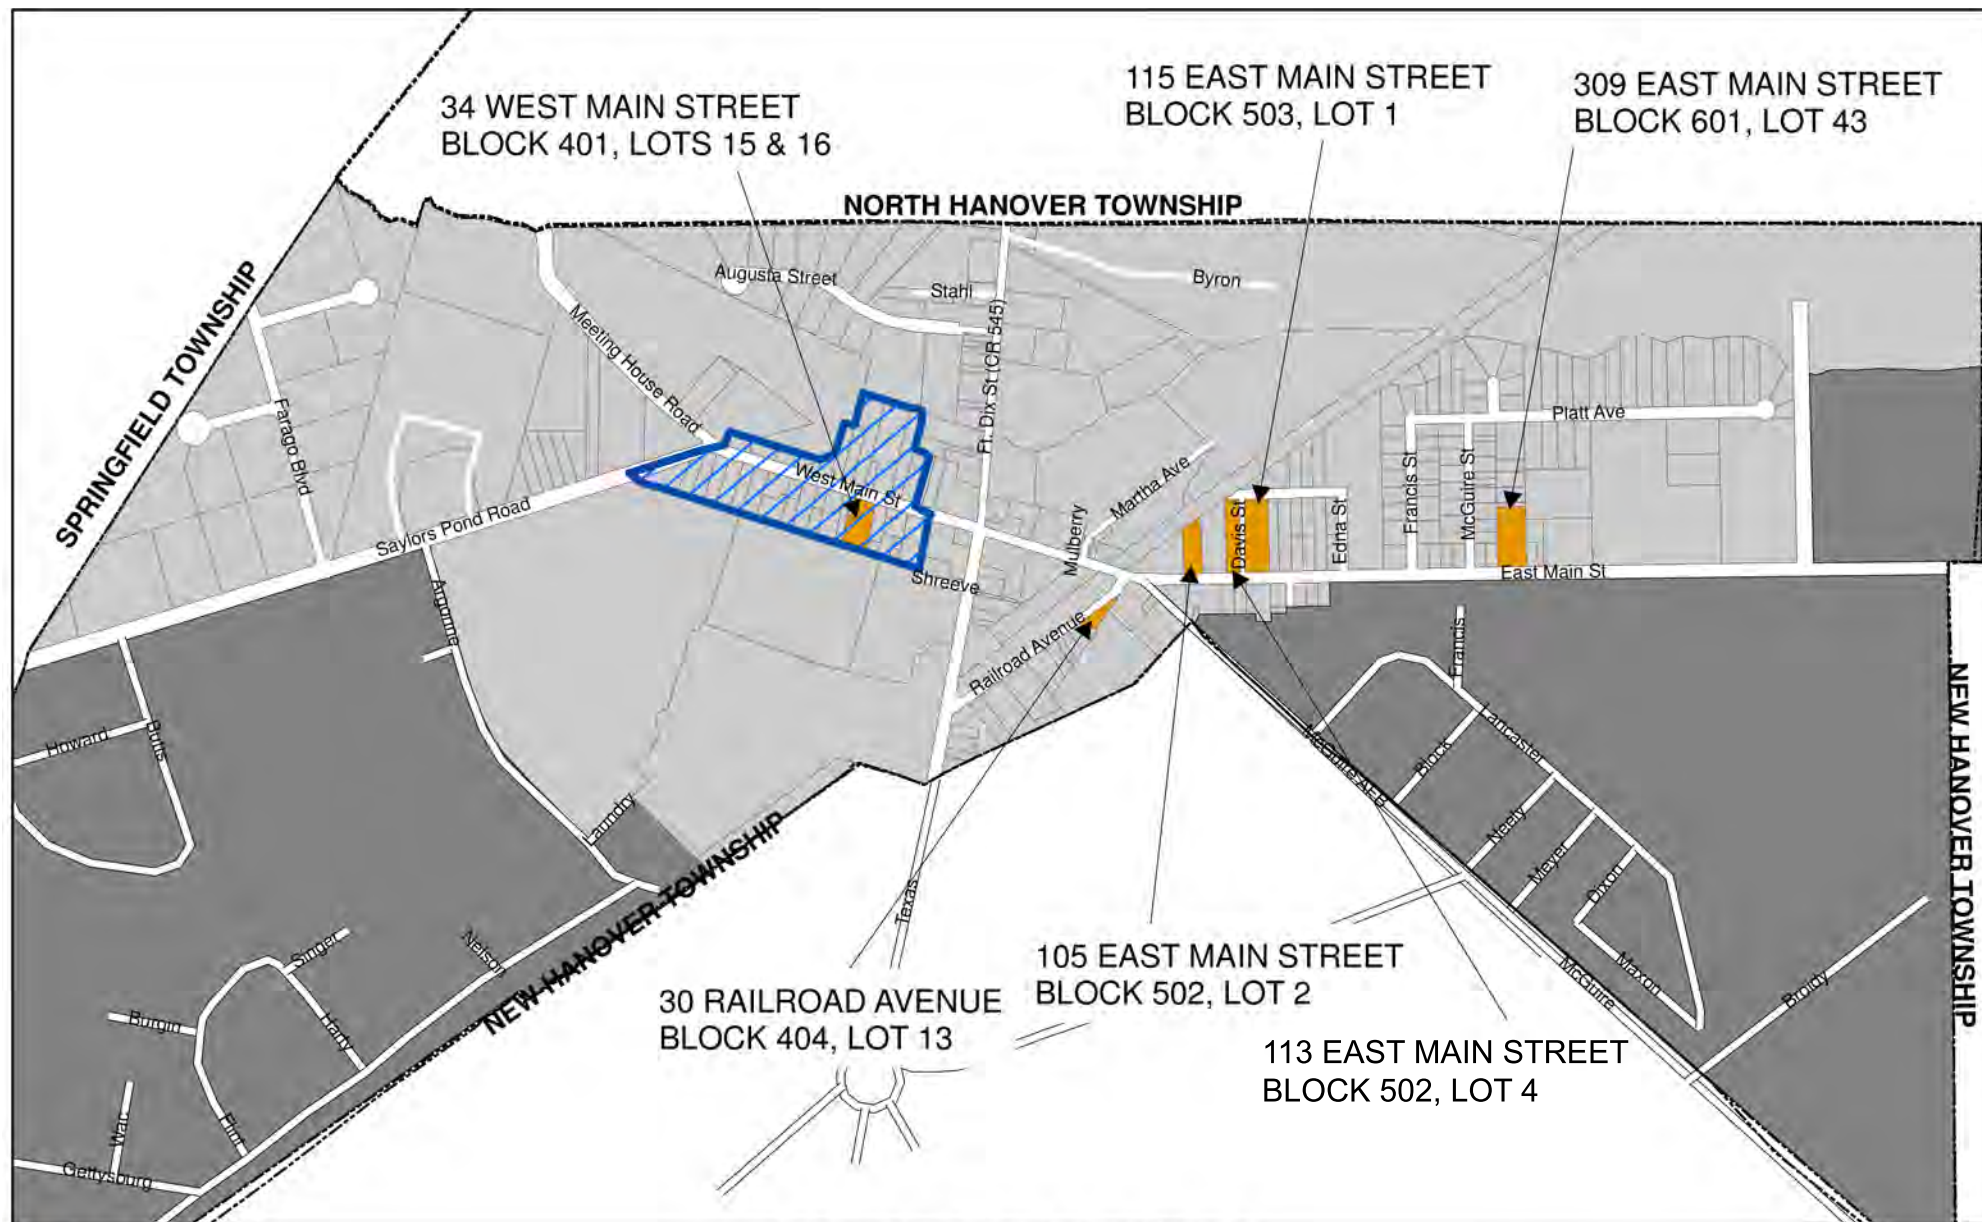 115 EAST MAIN STREET
BLOCK 503, LOT 1
309 EAST MAIN STREET
BLOCK 601, LOT 43
34 WEST MAIN STREET
BLOCK 401, LOTS 15 & 16
NORTH HANOVER TOWNSHIP
SPRINGFIELD TOWNSHIP
Augusta Street
Stahl
Byron
Ft. Dix St (CR 545)
Meeting House Road
Farago Blvd
Platt Ave
West Main St
Martha Ave
Francis St
McGuire St
Saylors Pond Road
Mulberry
Davis St
Edna St
East Main St
Shreeve
Argonne
Railroad Avenue
Francis
Howard
Butts
Lancaster
McGuire AFB
Block
Neely
Meyer
Dixon
Laundry
NEW HANOVER TOWNSHIP
NEW HANOVER TOWNSHIP
Texas
Singer
Nelson
Maxon
McGuire
Broidy
105 EAST MAIN STREET
BLOCK 502, LOT 2
30 RAILROAD AVENUE
BLOCK 404, LOT 13
Burgin
Harty
113 EAST MAIN STREET
BLOCK 502, LOT 4
Flint
Gettysburg